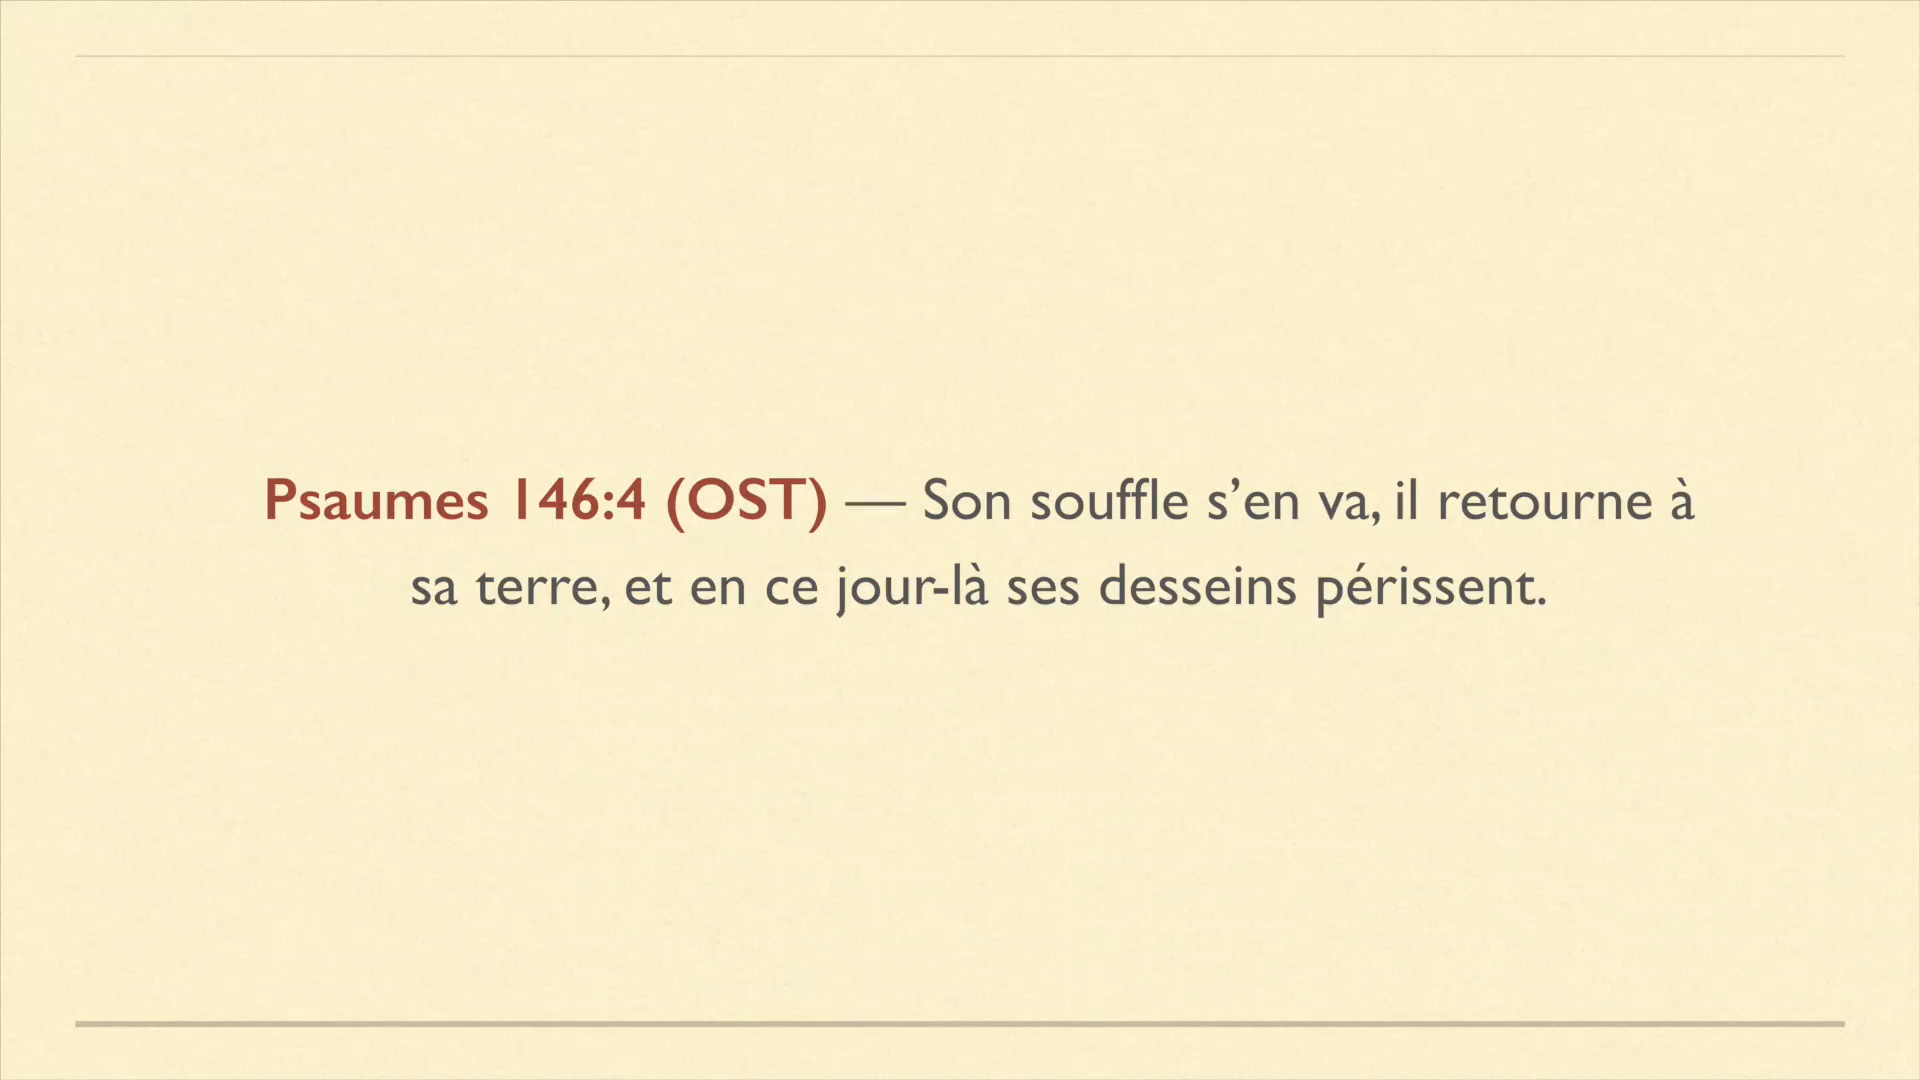 Psaumes 146:4 (OST) — Son souffle s’en va, il retourne à
sa terre, et en ce jour-là ses desseins périssent.